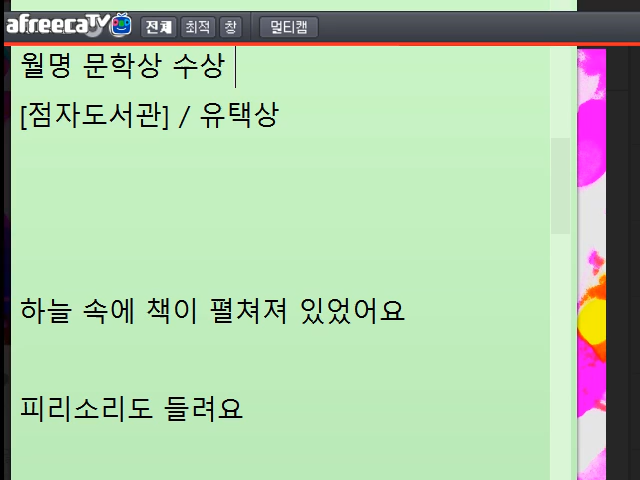 afreecaTV 전체 최적 창 멀티캠
월명 문학상 수상
[점자도서관] / 유택상
하늘 속에 책이 펼쳐져 있었어요
피리소리도 들려요